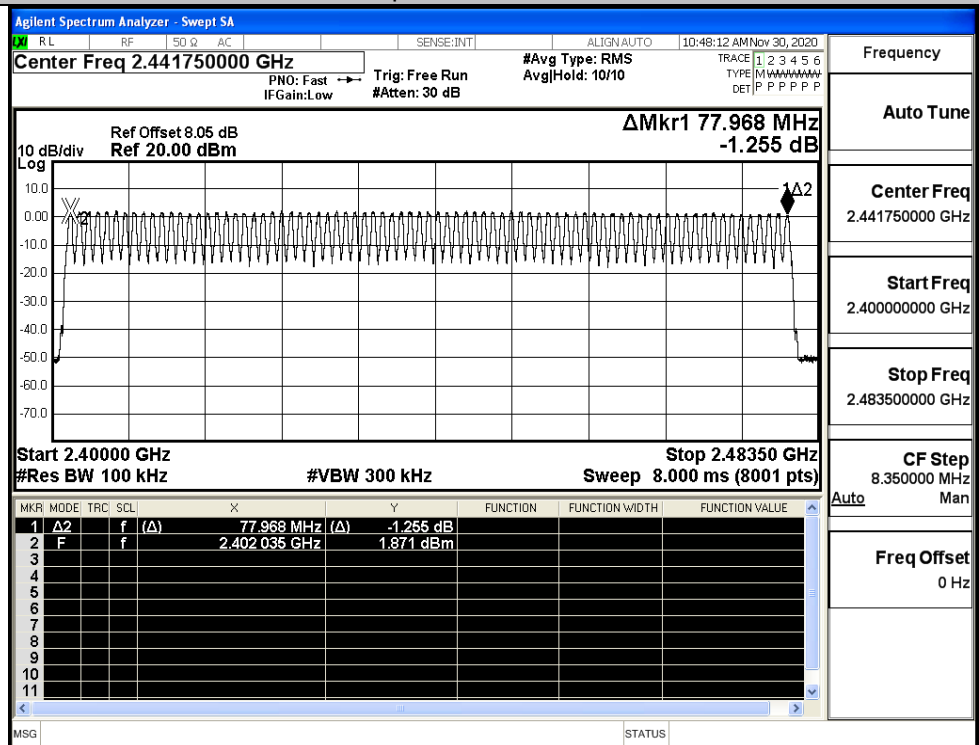 Agilent Spectrum Analyzer - Swept SA
LXI RL RF 50 Ω AC SENSE:INT ALIGNAUTO 10:48:12 AM Nov 30, 2020
Center Freq 2.441750000 GHz
PNO: Fast
IFGain:Low
Trig: Free Run
#Atten: 30 dB
#Avg Type: RMS
Avg|Hold: 10/10
TRACE 1 2 3 4 5 6
TYPE M WWWWW
DET P P P P P P
Ref Offset 8.05 dB
10 dB/div Ref 20.00 dBm
Log
ΔMkr1 77.968 MHz
-1.255 dB
10.0
0.00
-10.0
-20.0
-30.0
-40.0
-50.0
-60.0
-70.0
2
1Δ2
Start 2.40000 GHz Stop 2.48350 GHz
#Res BW 100 kHz #VBW 300 kHz Sweep 8.000 ms (8001 pts)
MKR MODE TRC SCL X Y FUNCTION FUNCTION WIDTH FUNCTION VALUE
1 Δ2 f (Δ) 77.968 MHz (Δ) -1.255 dB
2 F f 2.402 035 GHz 1.871 dBm
3
4
5
6
7
8
9
10
11
MSG STATUS
Frequency
Auto Tune
Center Freq
2.441750000 GHz
Start Freq
2.400000000 GHz
Stop Freq
2.483500000 GHz
CF Step
8.350000 MHz
Auto Man
Freq Offset
0 Hz